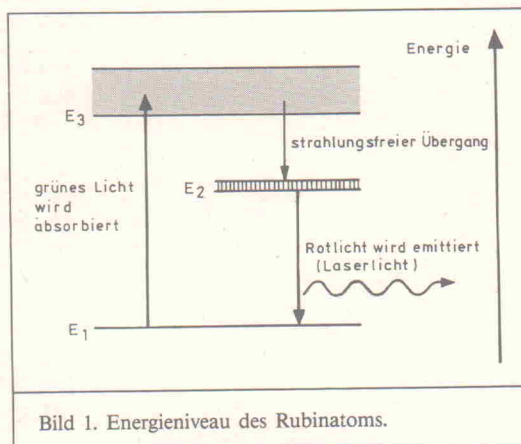 Energie
E3
strahlungsfreier Übergang
grünes Licht
wird
absorbiert
E2
Rotlicht wird emittiert
(Laserlicht)
E1
Bild 1. Energieniveau des Rubinatoms.